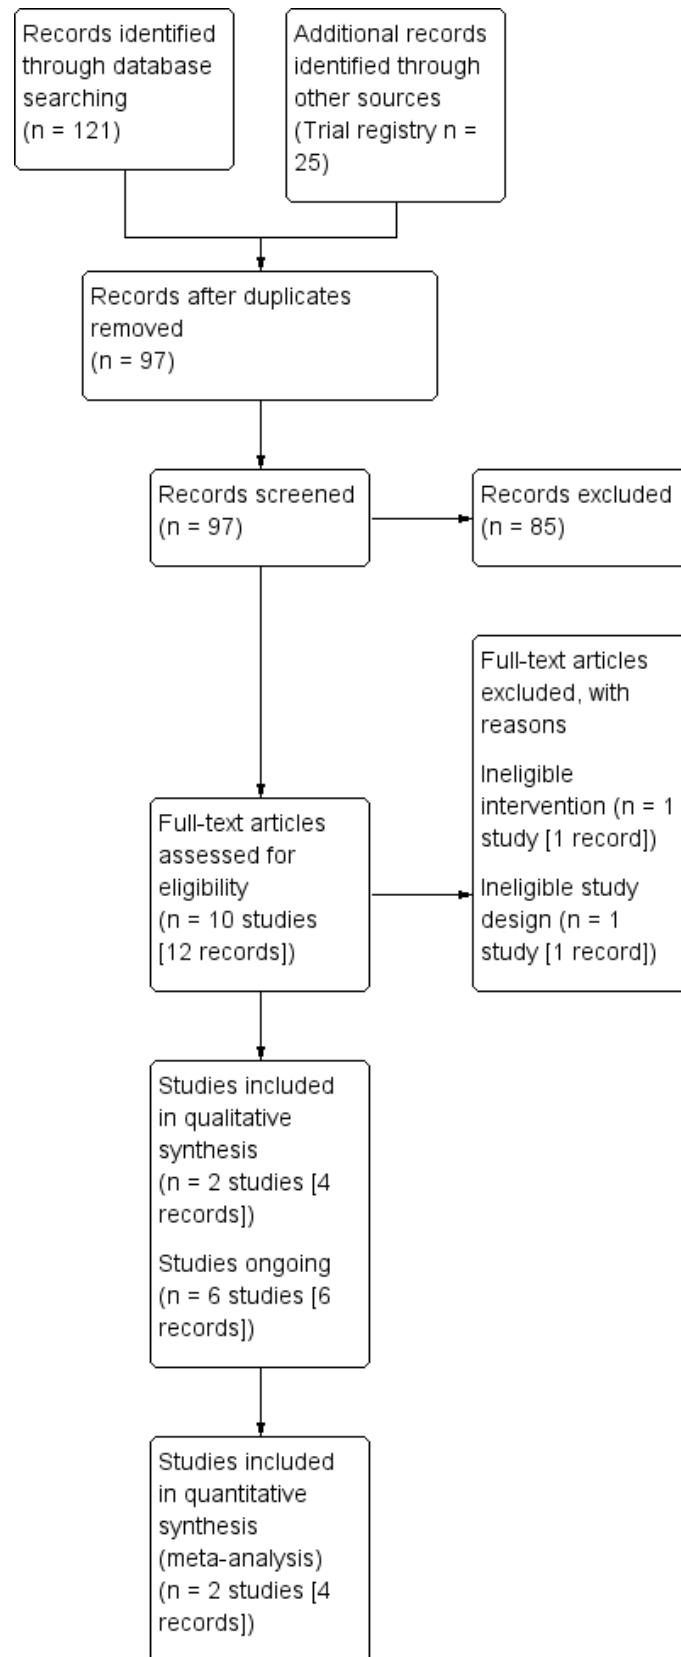 Records identified
through database
searching
(n = 121)
Additional records
identified through
other sources
(Trial registry n =
25)
Records after duplicates
removed
(n = 97)
Records screened
(n = 97)
Records excluded
(n = 85)
Full-text articles
excluded, with
reasons
Ineligible
intervention (n = 1
study [1 record])
Ineligible study
design (n = 1
study [1 record])
Full-text articles
assessed for
eligibility
(n = 10 studies
[12 records])
Studies included
in qualitative
synthesis
(n = 2 studies [4
records])
Studies ongoing
(n = 6 studies [6
records])
Studies included
in quantitative
synthesis
(meta-analysis)
(n = 2 studies [4
records])